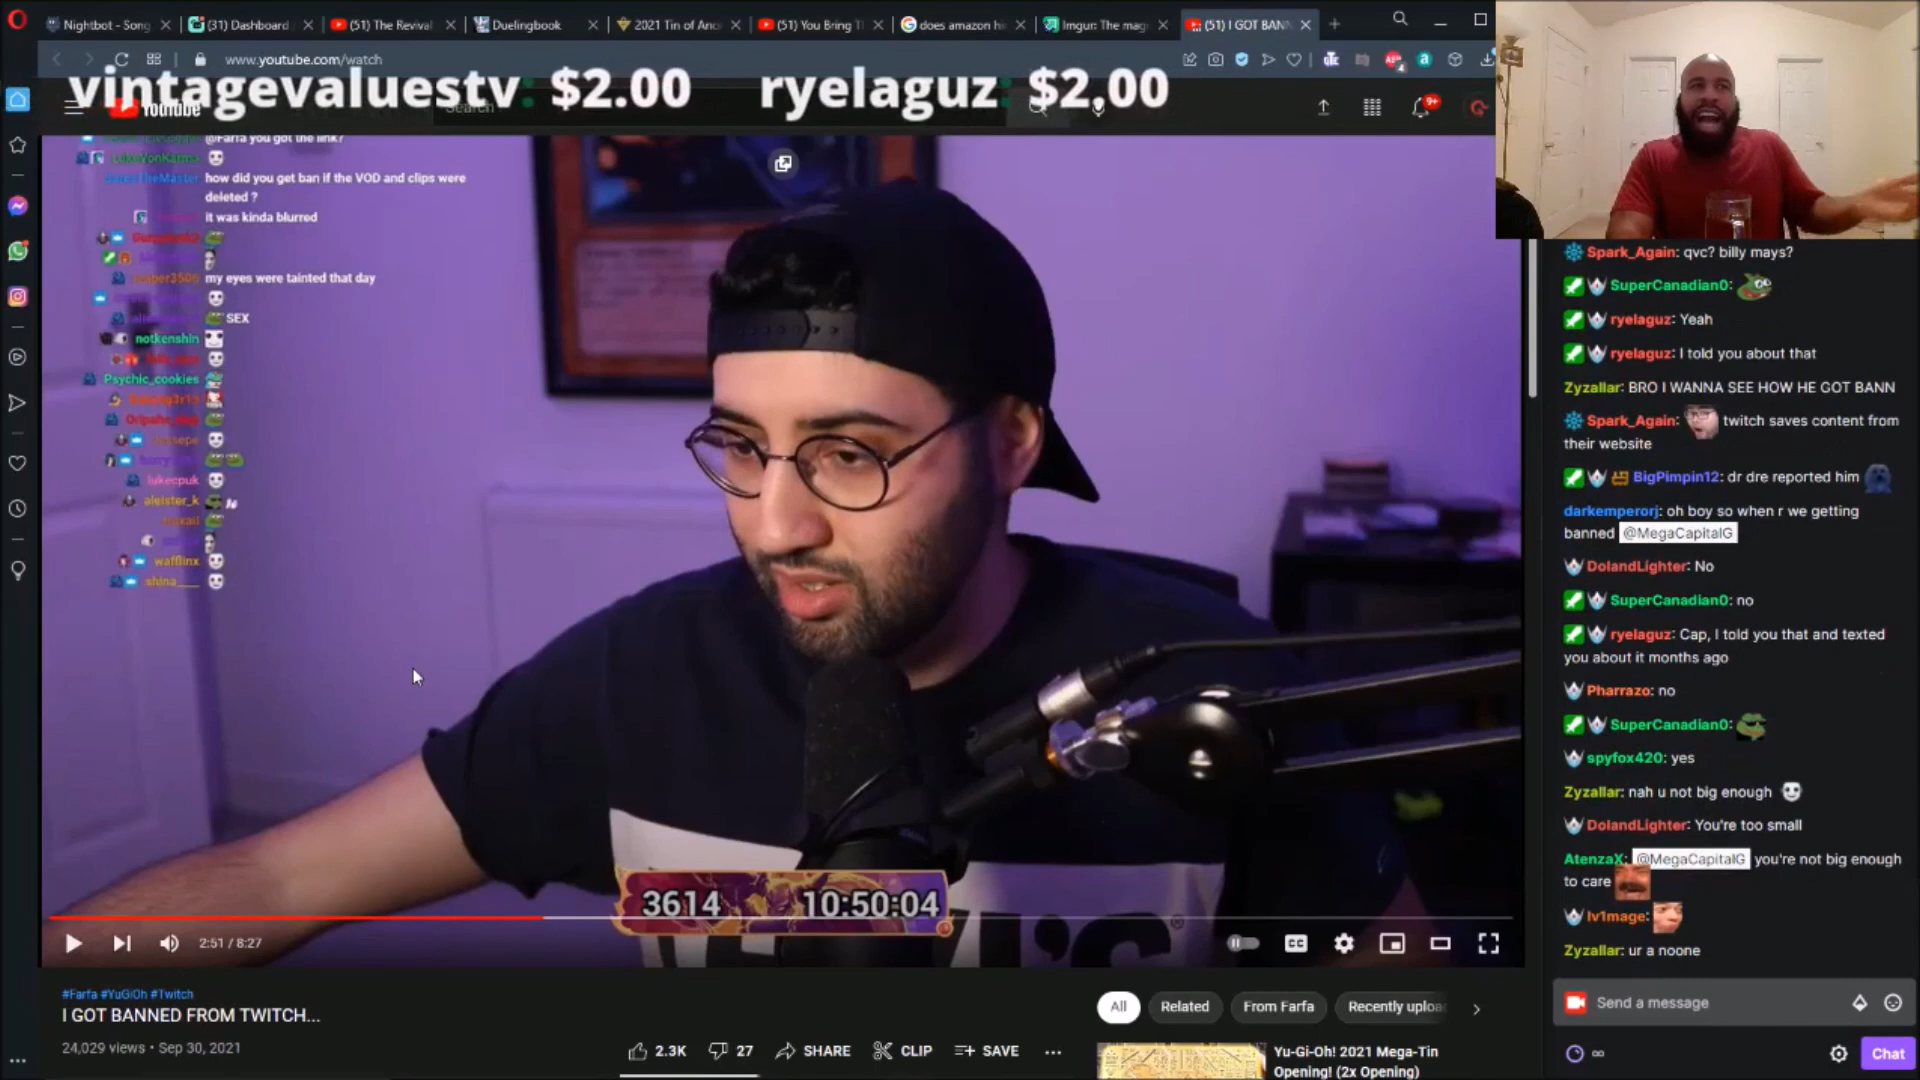 Nightbot - Song
(31) Dashboard
(51) The Revival
Duelingbook
2021 Tin of Anc
(51) You Bring T
does amazon hi
Imgur: The mag
(51) I GOT BANN
www.youtube.com/watch
vintagevaluestv: $2.00 ryelaguz: $2.00
YouTube
Search
9+
@Farfa you got the link?
LukeVonKarma
how did you get ban if the VOD and clips were
deleted ?
it was kinda blurred
my eyes were tainted that day
SEX
notkenshin
Psychic_cookies
lukecpuk
aleister_k
wafflinx
shina____
3614 10:50:04
2:51 / 8:27
CC
#Farfa #YuGiOh #Twitch
I GOT BANNED FROM TWITCH...
24,029 views • Sep 30, 2021
2.3K
27
SHARE
CLIP
SAVE
All
Related
From Farfa
Recently uploa
Yu-Gi-Oh! 2021 Mega-Tin
Opening! (2x Opening)
Spark_Again: qvc? billy mays?
SuperCanadian0:
ryelaguz: Yeah
ryelaguz: I told you about that
Zyzallar: BRO I WANNA SEE HOW HE GOT BANN
Spark_Again: twitch saves content from
their website
BigPimpin12: dr dre reported him
darkemperorj: oh boy so when r we getting
banned @MegaCapitalG
DolandLighter: No
SuperCanadian0: no
ryelaguz: Cap, I told you that and texted
you about it months ago
Pharrazo: no
SuperCanadian0:
spyfox420: yes
Zyzallar: nah u not big enough
DolandLighter: You're too small
AtenzaX: @MegaCapitalG you're not big enough
to care
lv1mage:
Zyzallar: ur a noone
Send a message
Chat